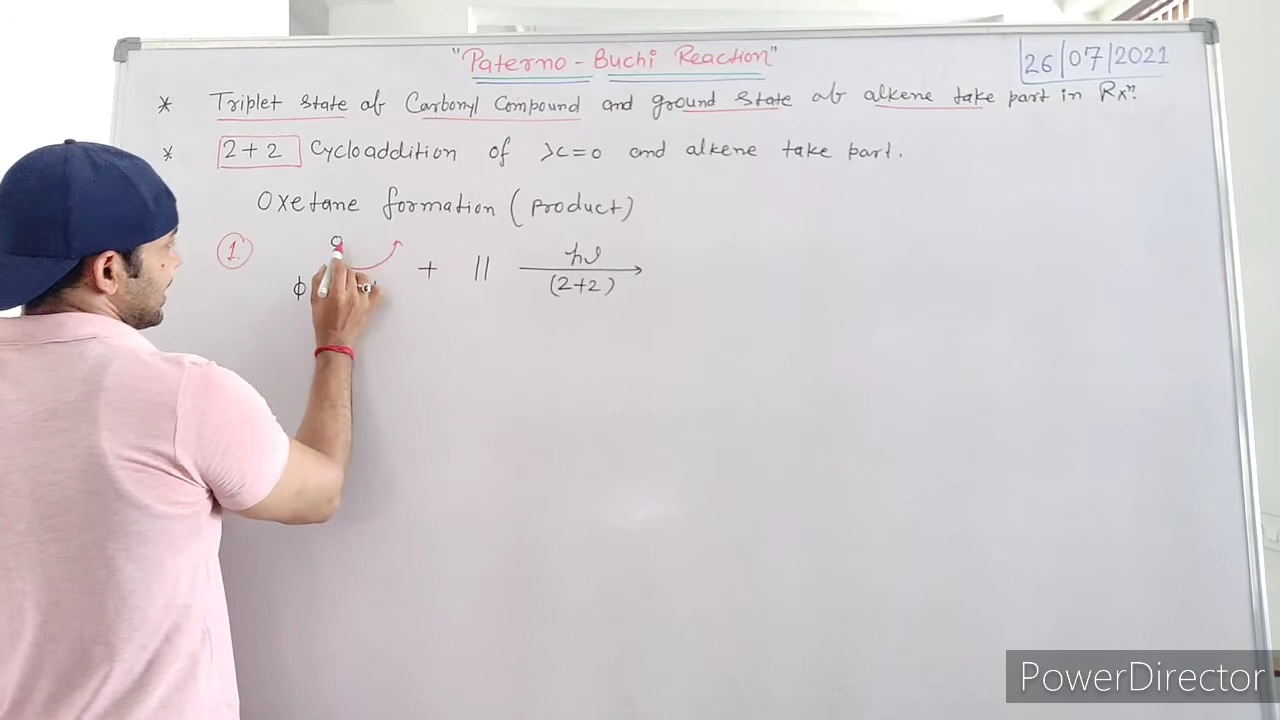 "Paterno - Buchi Reaction"
26/07/2021
* Triplet state of Carbonyl Compound and ground state of alkene take part in Rxn.
* 2+2 Cycloaddition of >C=O and alkene take part.
Oxetane formation (Product)
1. O
ϕ + || hν
(2+2)
PowerDirector